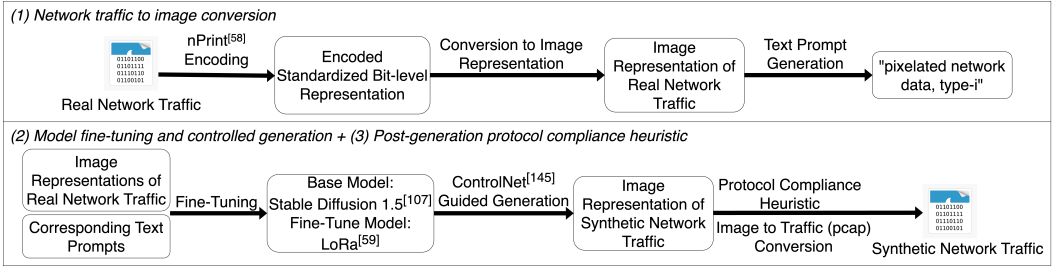 (1) Network traffic to image conversion
01101100
01101111
01110110
01100101
Real Network Traffic
nPrint[58]
Encoding
Encoded
Standardized Bit-level
Representation
Conversion to Image
Representation
Image
Representation of
Real Network
Traffic
Text Prompt
Generation
"pixelated network
data, type-i"
(2) Model fine-tuning and controlled generation + (3) Post-generation protocol compliance heuristic
Image
Representations of
Real Network Traffic
Corresponding Text
Prompts
Fine-Tuning
Base Model:
Stable Diffusion 1.5[107]
Fine-Tune Model:
LoRa[59]
ControlNet[145]
Guided Generation
Image
Representation of
Synthetic Network
Traffic
Protocol Compliance
Heuristic
Image to Traffic (pcap)
Conversion
01101100
01101111
01110110
01100101
Synthetic Network Traffic